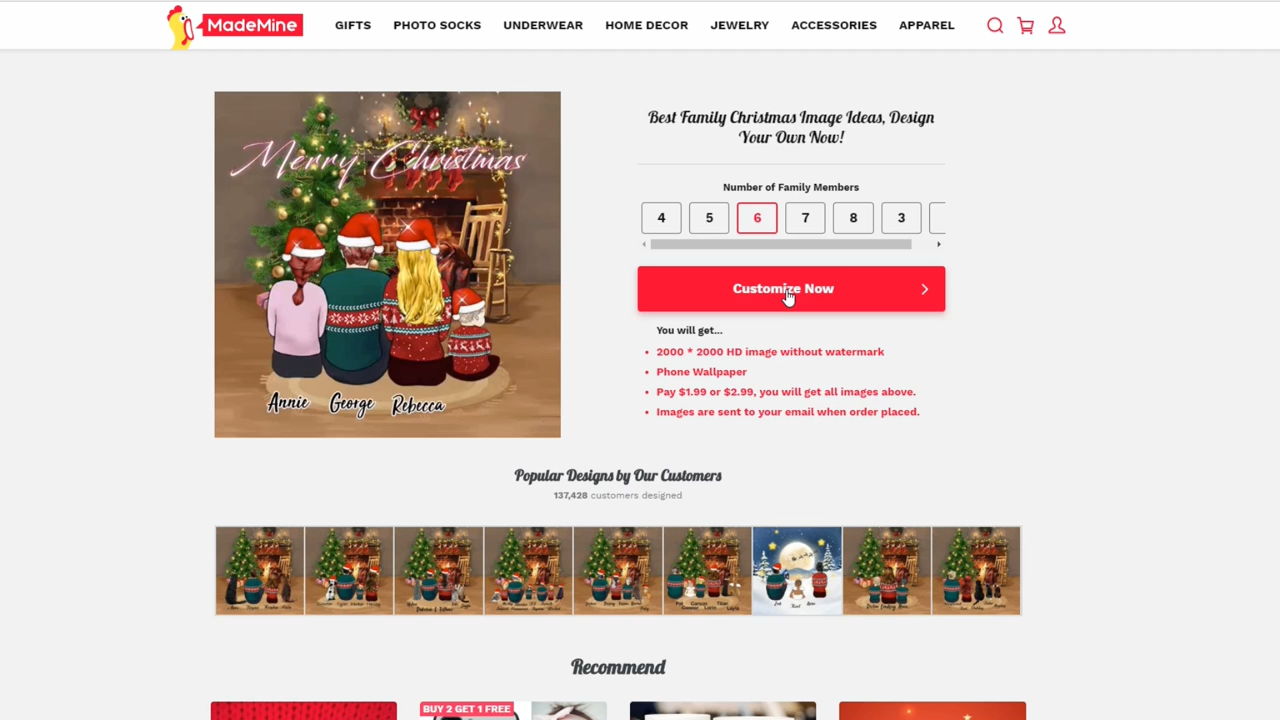 MadeMine
GIFTS
PHOTO SOCKS
UNDERWEAR
HOME DECOR
JEWELRY
ACCESSORIES
APPAREL
Merry Christmas
Annie George Rebecca
Best Family Christmas Image Ideas, Design
Your Own Now!
Number of Family Members
4 5 6 7 8 3
Customize Now
You will get...
• 2000 * 2000 HD image without watermark
• Phone Wallpaper
• Pay $1.99 or $2.99, you will get all images above.
• Images are sent to your email when order placed.
Popular Designs by Our Customers
137,428 customers designed
Recommend
BUY 2 GET 1 FREE